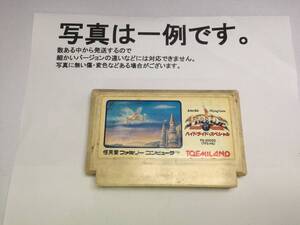 写真は一例です。
数ある中から発送するので
細かいバージョンの違いなどには対応できません。
写真に無い傷・変色などある場合がございます。
ハイドライド・スペシャル
ファミリー コンピュータ
TOEMILAND